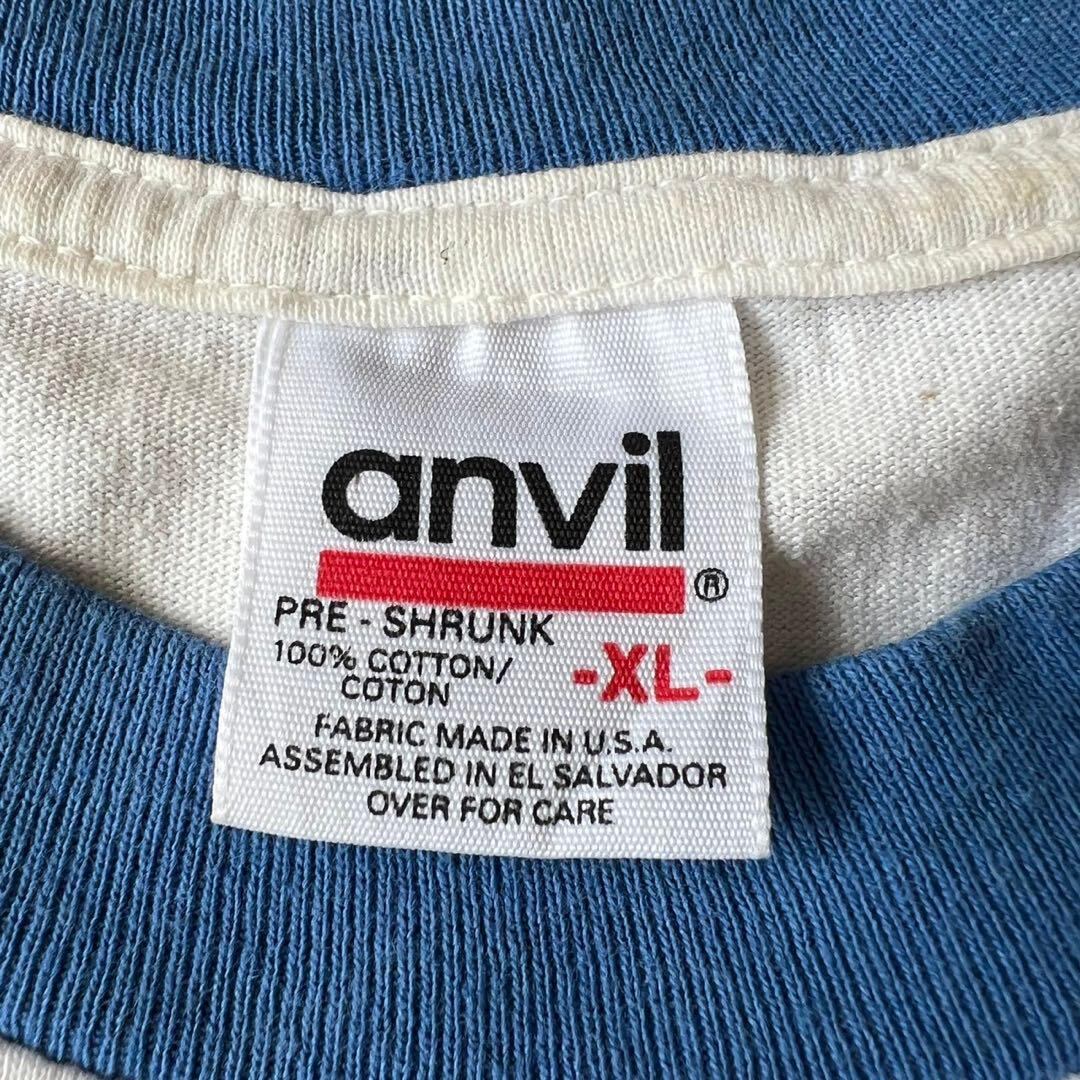 anvil
®
PRE - SHRUNK
100% COTTON/
COTON
-XL-
FABRIC MADE IN U.S.A.
ASSEMBLED IN EL SALVADOR
OVER FOR CARE